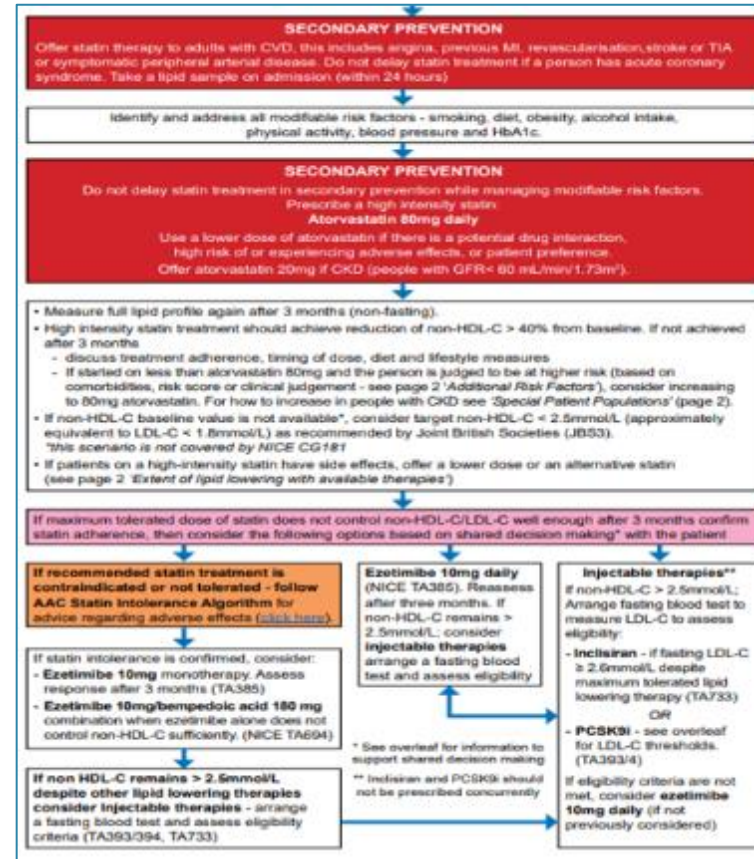 SECONDARY PREVENTION
Offer statin therapy to adults with CVD, this includes angina, previous MI, revascularisation,stroke or TIA
or symptomatic peripheral arterial disease. Do not delay statin treatment if a person has acute coronary
syndrome. Take a lipid sample on admission (within 24 hours)
Identify and address all modifiable risk factors - smoking, diet, obesity, alcohol intake,
physical activity, blood pressure and HbA1c.
SECONDARY PREVENTION
Do not delay statin treatment in secondary prevention while managing modifiable risk factors.
Prescribe a high intensity statin:
Atorvastatin 80mg daily
Use a lower dose of atorvastatin if there is a potential drug interaction,
high risk of or experiencing adverse effects, or patient preference.
Offer atorvastatin 20mg if CKD (people with GFR< 60 mL/min/1.73m²).
• Measure full lipid profile again after 3 months (non-fasting).
• High intensity statin treatment should achieve reduction of non-HDL-C > 40% from baseline. If not achieved
after 3 months
- discuss treatment adherence, timing of dose, diet and lifestyle measures
- If started on less than atorvastatin 80mg and the person is judged to be at higher risk (based on
comorbidities, risk score or clinical judgement - see page 2 'Additional Risk Factors'), consider increasing
to 80mg atorvastatin. For how to increase in people with CKD see 'Special Patient Populations' (page 2).
• If non-HDL-C baseline value is not available*, consider target non-HDL-C < 2.5mmol/L (approximately
equivalent to LDL-C < 1.8mmol/L) as recommended by Joint British Societies (JBS3).
*this scenario is not covered by NICE CG181
• If patients on a high-intensity statin have side effects, offer a lower dose or an alternative statin
(see page 2 'Extent of lipid lowering with available therapies')
If maximum tolerated dose of statin does not control non-HDL-C/LDL-C well enough after 3 months confirm
statin adherence, then consider the following options based on shared decision making* with the patient
If recommended statin treatment is
contraindicated or not tolerated - follow
AAC Statin Intolerance Algorithm for
advice regarding adverse effects (click here).
If statin intolerance is confirmed, consider:
- Ezetimibe 10mg monotherapy. Assess
response after 3 months (TA385)
- Ezetimibe 10mg/bempedoic acid 180 mg
combination when ezetimibe alone does not
control non-HDL-C sufficiently. (NICE TA694)
If non HDL-C remains > 2.5mmol/L
despite other lipid lowering therapies
consider Injectable therapies - arrange
a fasting blood test and assess eligibility
criteria (TA393/394, TA733)
Ezetimibe 10mg daily
(NICE TA385). Reassess
after three months. If
non-HDL-C remains >
2.5mmol/L; consider
injectable therapies
arrange a fasting blood
test and assess eligibility
* See overleaf for information to
support shared decision making
** Inclisiran and PCSK9i should
not be prescribed concurrently
Injectable therapies**
If non-HDL-C > 2.5mmol/L;
Arrange fasting blood test to
measure LDL-C to assess
eligibility:
- Inclisiran - if fasting LDL-C
≥ 2.6mmol/L despite
maximum tolerated lipid
lowering therapy (TA733)
OR
- PCSK9i - see overleaf
for LDL-C thresholds.
(TA393/4)
If eligibility criteria are not
met, consider ezetimibe
10mg daily (if not
previously considered)